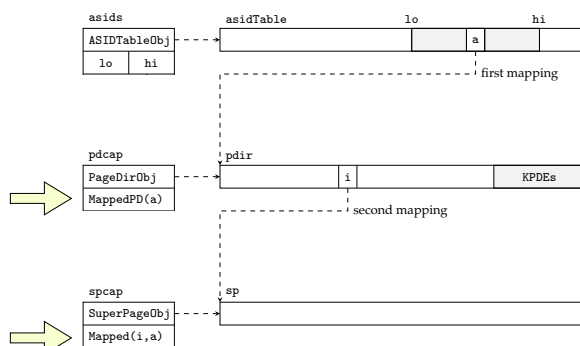 asids
asidTable
lo
hi
ASIDTableObj
a
lo
hi
first mapping
pdcap
pdir
PageDirObj
i
KPDEs
MappedPD(a)
second mapping
spcap
sp
SuperPageObj
Mapped(i,a)